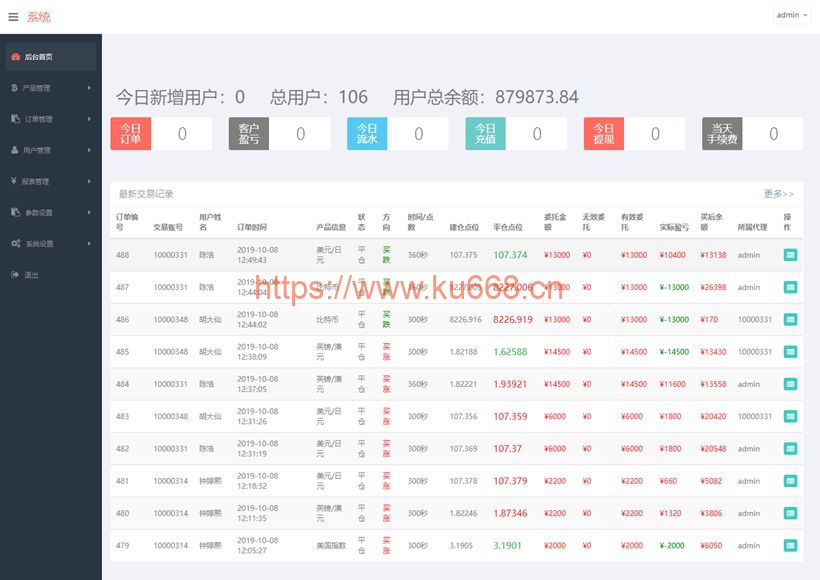 系统
admin
后台首页
产品管理
订单管理
用户管理
报表管理
参数设置
系统设置
退出
今日新增用户：0 总用户：106 用户总余额：879873.84
今日订单 0 客户盈亏 0 今日流水 0 今日充值 0 今日提现 0 当天手续费 0
最新交易记录 更多>>
订单编号 交易账号 用户姓名 订单时间 产品信息 状态 方向 时间/点数 建仓点位 平仓点位 委托金额 无效委托 有效委托 实际盈亏 买后余额 所属代理 操作
488 10000331 陈浩 2019-10-08 12:49:43 美元/日元 平仓 买跌 360秒 107.375 107.374 ¥13000 ¥0 ¥13000 ¥10400 ¥13138 admin
487 10000331 陈浩 2019-10-08 12:44:04 比特币 平仓 买跌 360秒 8227.006 ¥13000 ¥0 ¥13000 ¥-13000 ¥26398 admin
https://www.ku668.cn
486 10000348 胡大仙 2019-10-08 12:44:02 比特币 平仓 买跌 300秒 8226.916 8226.919 ¥13000 ¥0 ¥13000 ¥-13000 ¥170 10000331
485 10000348 胡大仙 2019-10-08 12:38:09 英镑/澳元 平仓 买涨 300秒 1.82188 1.62588 ¥14500 ¥0 ¥14500 ¥-14500 ¥13430 10000331
484 10000331 陈浩 2019-10-08 12:37:05 英镑/澳元 平仓 买涨 360秒 1.82221 1.93921 ¥14500 ¥0 ¥14500 ¥11600 ¥13558 admin
483 10000348 胡大仙 2019-10-08 12:31:26 美元/日元 平仓 买涨 300秒 107.356 107.359 ¥6000 ¥0 ¥6000 ¥1800 ¥20420 10000331
482 10000331 陈浩 2019-10-08 12:31:19 美元/日元 平仓 买涨 300秒 107.369 107.37 ¥6000 ¥0 ¥6000 ¥1800 ¥20548 admin
481 10000314 钟婷熙 2019-10-08 12:18:32 美元/日元 平仓 买涨 300秒 107.378 107.379 ¥2200 ¥0 ¥2200 ¥660 ¥5082 admin
480 10000314 钟婷熙 2019-10-08 12:11:35 英镑/澳元 平仓 买涨 300秒 1.82246 1.87346 ¥2200 ¥0 ¥2200 ¥1320 ¥3806 admin
479 10000314 钟婷熙 2019-10-08 12:05:27 美国指数 平仓 买涨 300秒 3.1905 3.1901 ¥2000 ¥0 ¥2000 ¥-2000 ¥6050 admin